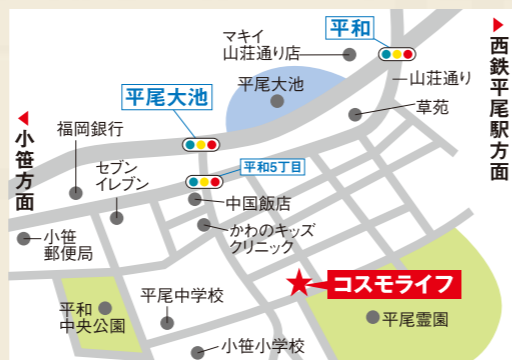 マキイ
山荘通り店
平和
西鉄平尾駅方面
平尾大池
平尾大池
山荘通り
草苑
小笹方面
福岡銀行
セブン
イレブン
平和5丁目
中国飯店
かわのキッズ
クリニック
小笹
郵便局
コスモライフ
平尾中学校
平和
中央公園
平尾霊園
小笹小学校